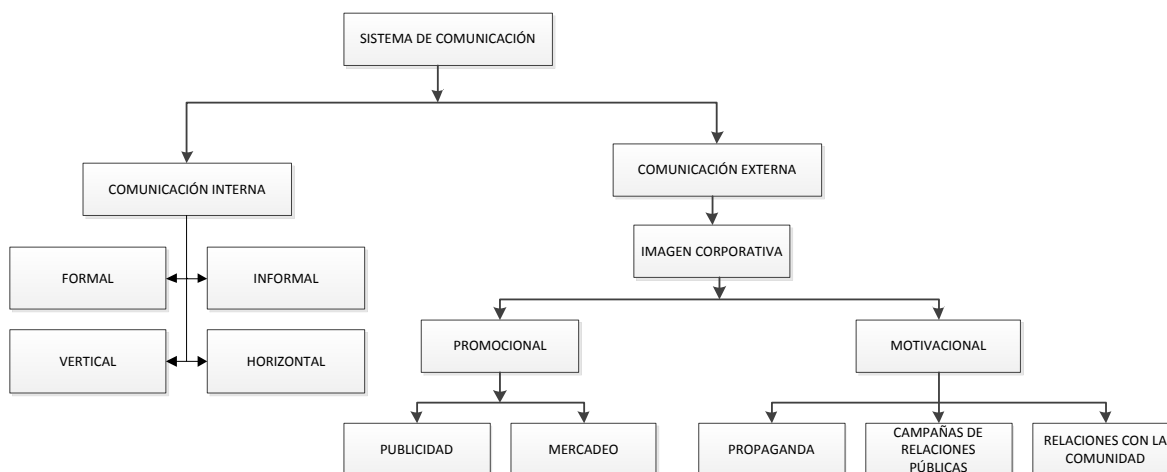 SISTEMA DE COMUNICACIÓN
COMUNICACIÓN INTERNA
COMUNICACIÓN EXTERNA
IMAGEN CORPORATIVA
FORMAL
INFORMAL
VERTICAL
HORIZONTAL
PROMOCIONAL
MOTIVACIONAL
PUBLICIDAD
MERCADEO
PROPAGANDA
CAMPAÑAS DE
RELACIONES
PÚBLICAS
RELACIONES CON LA
COMUNIDAD